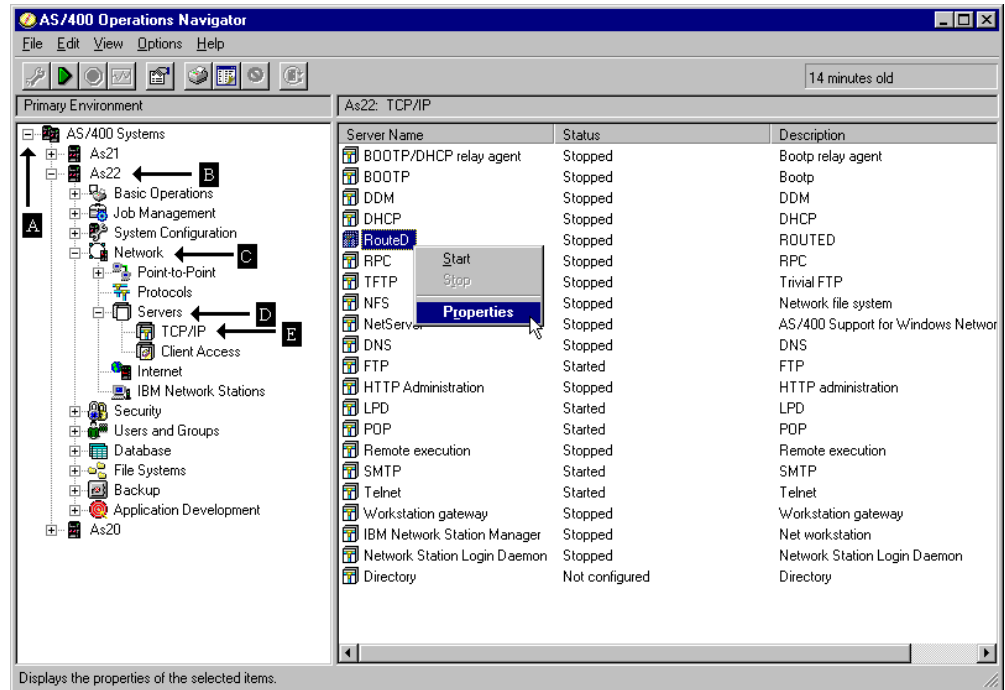 AS/400 Operations Navigator
File Edit View Options Help
14 minutes old
Primary Environment
As22: TCP/IP
AS/400 Systems
As21
As22
B
Basic Operations
Job Management
A
System Configuration
Network
C
Point-to-Point
Protocols
Servers
D
TCP/IP
E
Client Access
Internet
IBM Network Stations
Security
Users and Groups
Database
File Systems
Backup
Application Development
As20
Server Name Status Description
BOOTP/DHCP relay agent Stopped Bootp relay agent
BOOTP Stopped Bootp
DDM Stopped DDM
DHCP Stopped DHCP
RouteD Stopped ROUTED
RPC Stopped RPC
TFTP Stopped Trivial FTP
NFS Stopped Network file system
NetServer Stopped AS/400 Support for Windows Networ
DNS Stopped DNS
FTP Started FTP
HTTP Administration Stopped HTTP administration
LPD Started LPD
POP Started POP
Remote execution Stopped Remote execution
SMTP Started SMTP
Telnet Started Telnet
Workstation gateway Stopped Workstation gateway
IBM Network Station Manager Stopped Net workstation
Network Station Login Daemon Stopped Network Station Login Daemon
Directory Not configured Directory
Start
Stop
Properties
Displays the properties of the selected items.